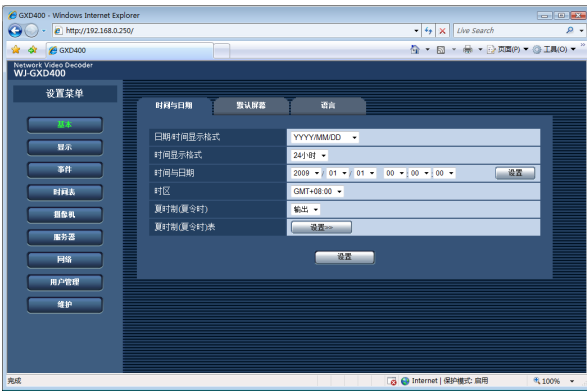 GXD400 - Windows Internet Explorer
http://192.168.0.250/
Live Search
GXD400
页面(P)
工具(O)
Network Video Decoder
WJ-GXD400
设置菜单
基本
显示
事件
时间表
摄像机
服务器
网络
用户管理
维护
时间与日期 默认屏幕 语言
日期/时间显示格式 YYYY/MM/DD
时间显示格式 24小时
时间与日期 2009 / 01 / 01 00 : 00 : 00 设置
时区 GMT+08:00
夏时制(夏令时) 输出
夏时制(夏令时)表 设置>>
设置
完成
Internet | 保护模式: 启用
100%